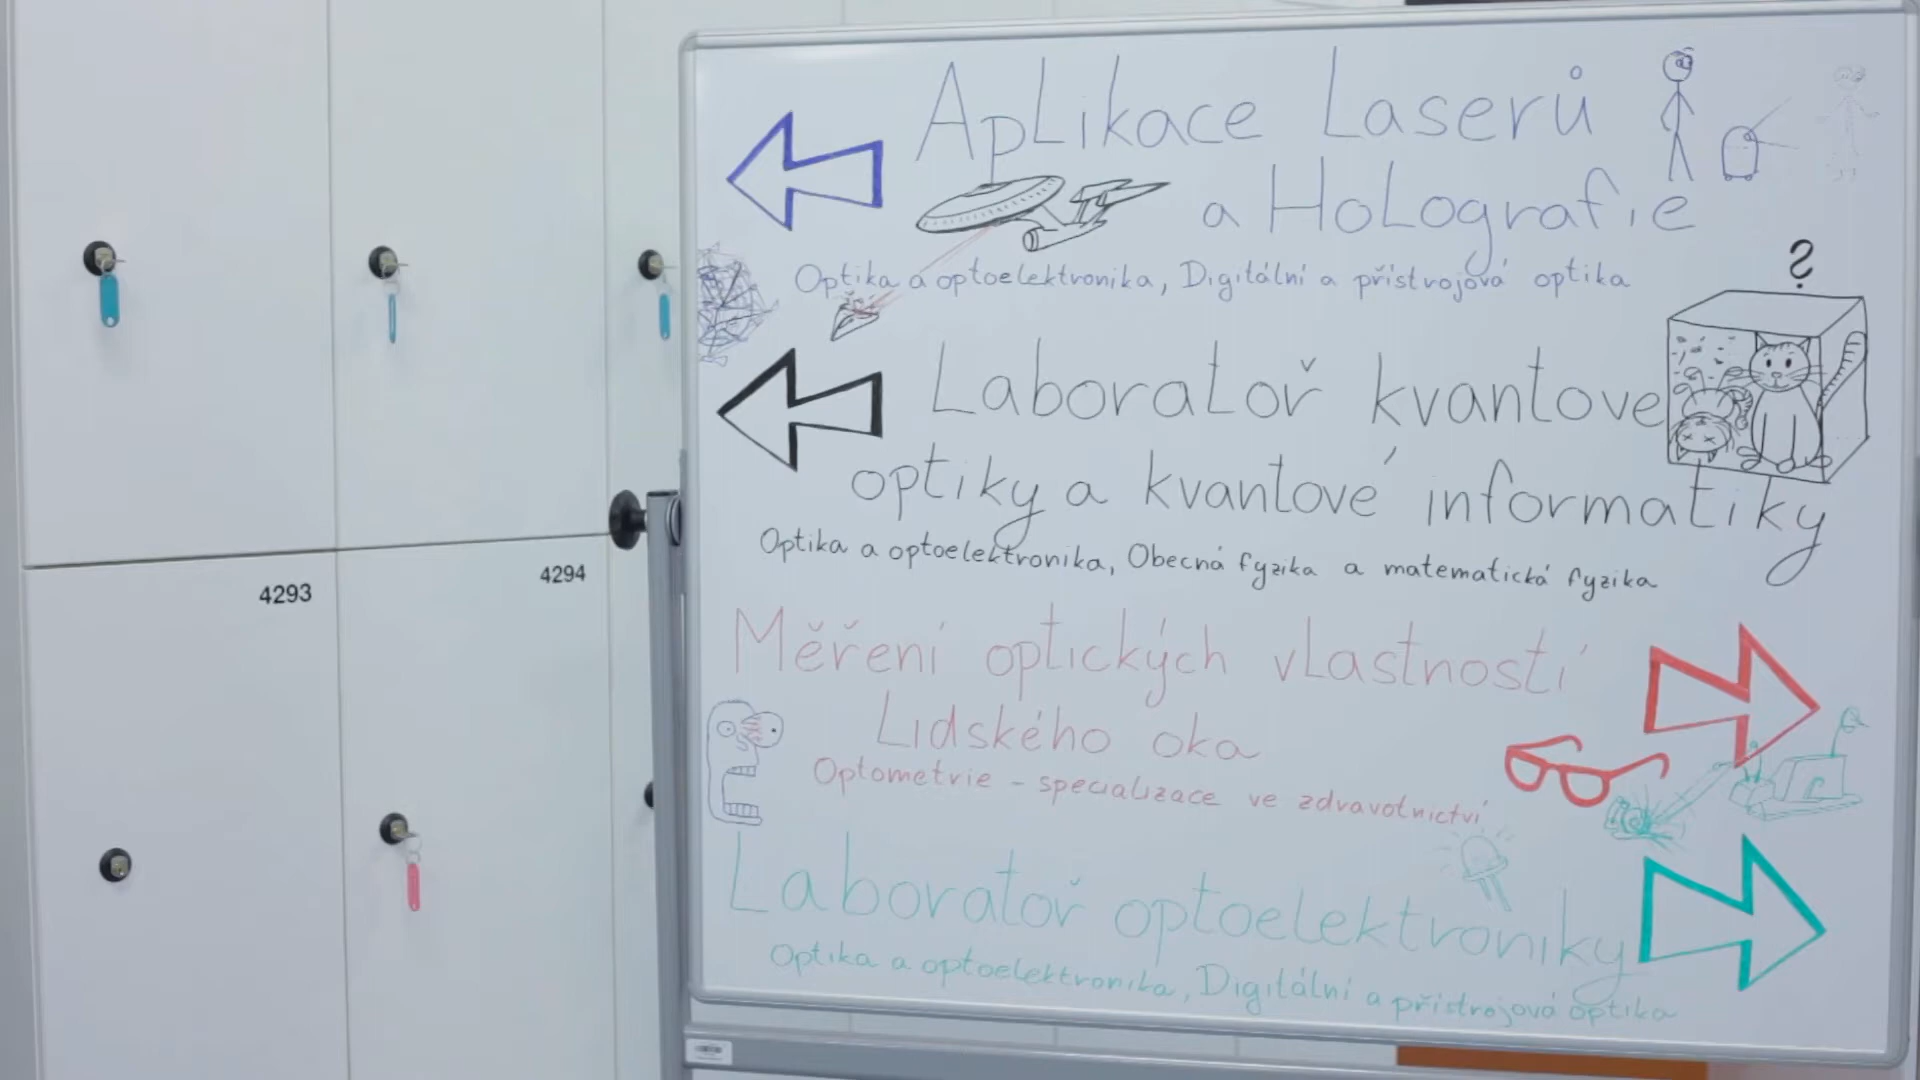 Aplikace Laserů
a Holografie
Optika a optoelektronika, Digitální a přístrojová optika
?
Laboratoř kvantové
optiky a kvantové informatiky
Optika a optoelektronika, Obecná fyzika a matematická fyzika
Měření optických vlastností
Lidského oka
Optometrie - specializace ve zdravotnictví
Laboratoř optoelektroniky
Optika a optoelektronika, Digitální a přístrojová optika
4293
4294